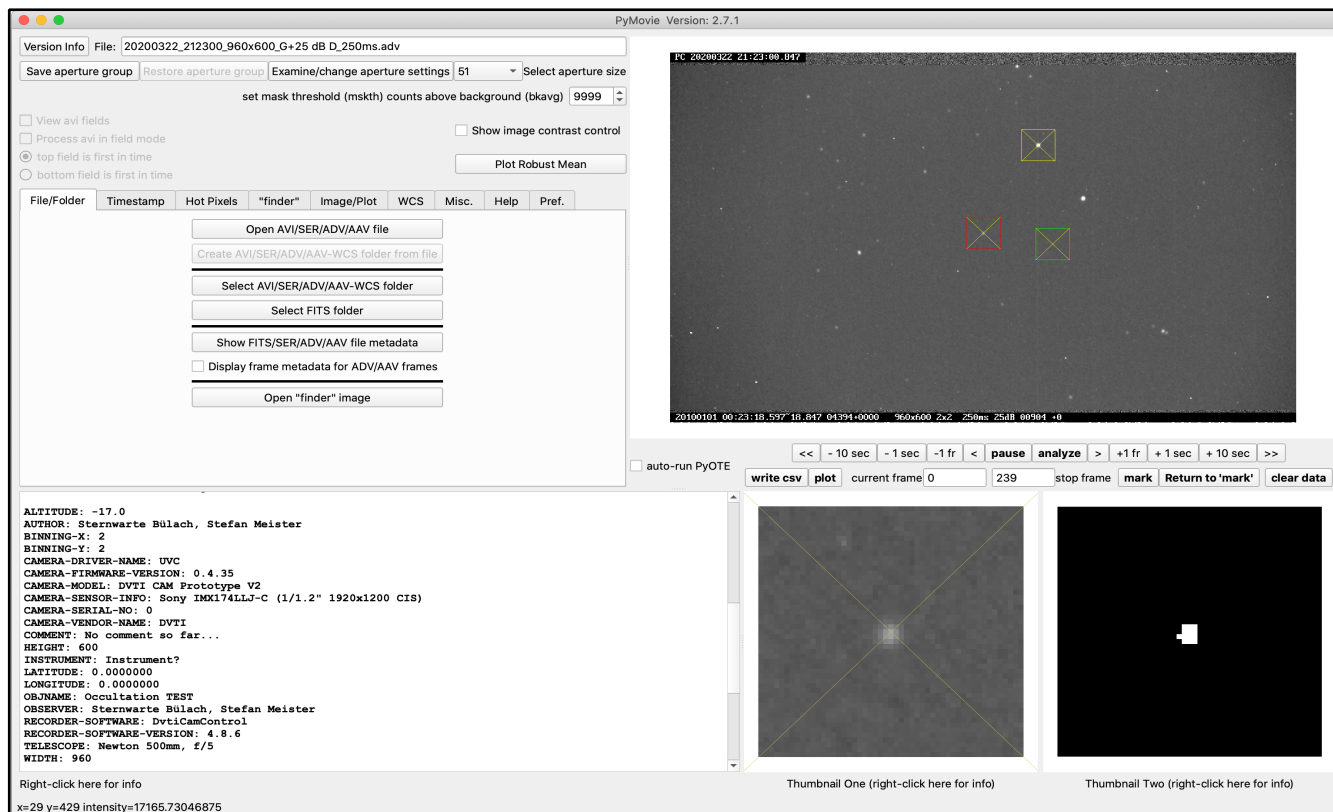 PyMovie Version: 2.7.1
Version Info File: 20200322_212300_960x600_G+25 dB D_250ms.adv
Save aperture group Restore aperture group Examine/change aperture settings 51 Select aperture size
set mask threshold (mskth) counts above background (bkavg) 9999
View avi fields
Process avi in field mode
top field is first in time
bottom field is first in time
Show image contrast control
Plot Robust Mean
File/Folder Timestamp Hot Pixels "finder" Image/Plot WCS Misc. Help Pref.
Open AVI/SER/ADV/AAV file
Create AVI/SER/ADV/AAV-WCS folder from file
Select AVI/SER/ADV/AAV-WCS folder
Select FITS folder
Show FITS/SER/ADV/AAV file metadata
Display frame metadata for ADV/AAV frames
Open "finder" image
PC 20200322 21:23:00.847
20100101 00:23:18.597~18.847 04394+0000 960x600 2x2 250ms 25dB 00904 +0
<< - 10 sec - 1 sec -1 fr < pause analyze > +1 fr + 1 sec + 10 sec >>
auto-run PyOTE
write csv plot current frame 0 239 stop frame mark Return to 'mark' clear data
ALTITUDE: -17.0
AUTHOR: Sternwarte Bülach, Stefan Meister
BINNING-X: 2
BINNING-Y: 2
CAMERA-DRIVER-NAME: UVC
CAMERA-FIRMWARE-VERSION: 0.4.35
CAMERA-MODEL: DVTI CAM Prototype V2
CAMERA-SENSOR-INFO: Sony IMX174LLJ-C (1/1.2" 1920x1200 CIS)
CAMERA-SERIAL-NO: 0
CAMERA-VENDOR-NAME: DVTI
COMMENT: No comment so far...
HEIGHT: 600
INSTRUMENT: Instrument?
LATITUDE: 0.0000000
LONGITUDE: 0.0000000
OBJNAME: Occultation TEST
OBSERVER: Sternwarte Bülach, Stefan Meister
RECORDER-SOFTWARE: DvtiCamControl
RECORDER-SOFTWARE-VERSION: 4.8.6
TELESCOPE: Newton 500mm, f/5
WIDTH: 960
Right-click here for info
Thumbnail One (right-click here for info)
Thumbnail Two (right-click here for info)
x=29 y=429 intensity=17165.73046875